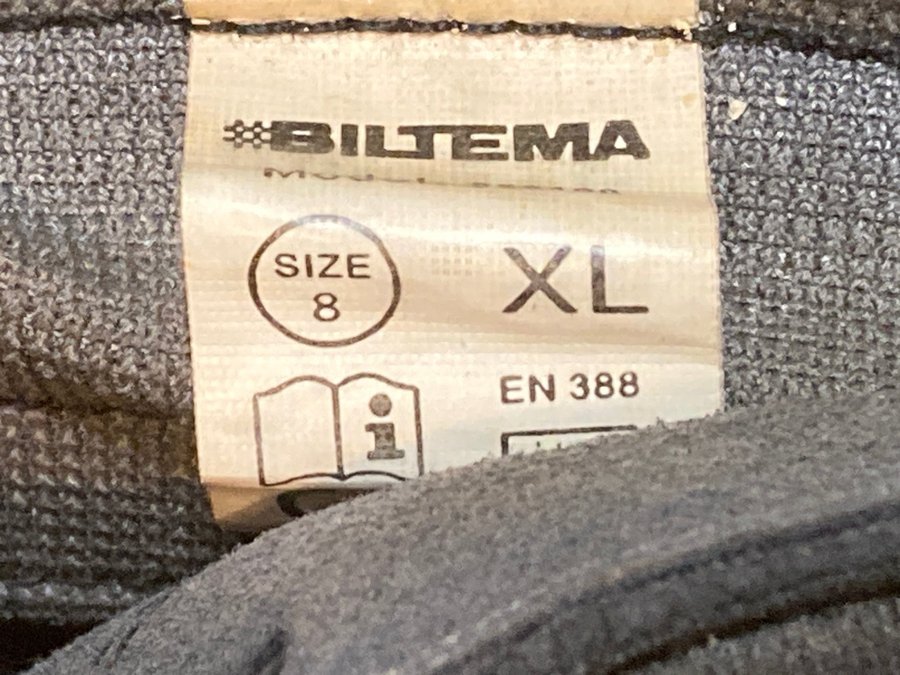 BILTEMA
SIZE
8
XL
i
EN 388